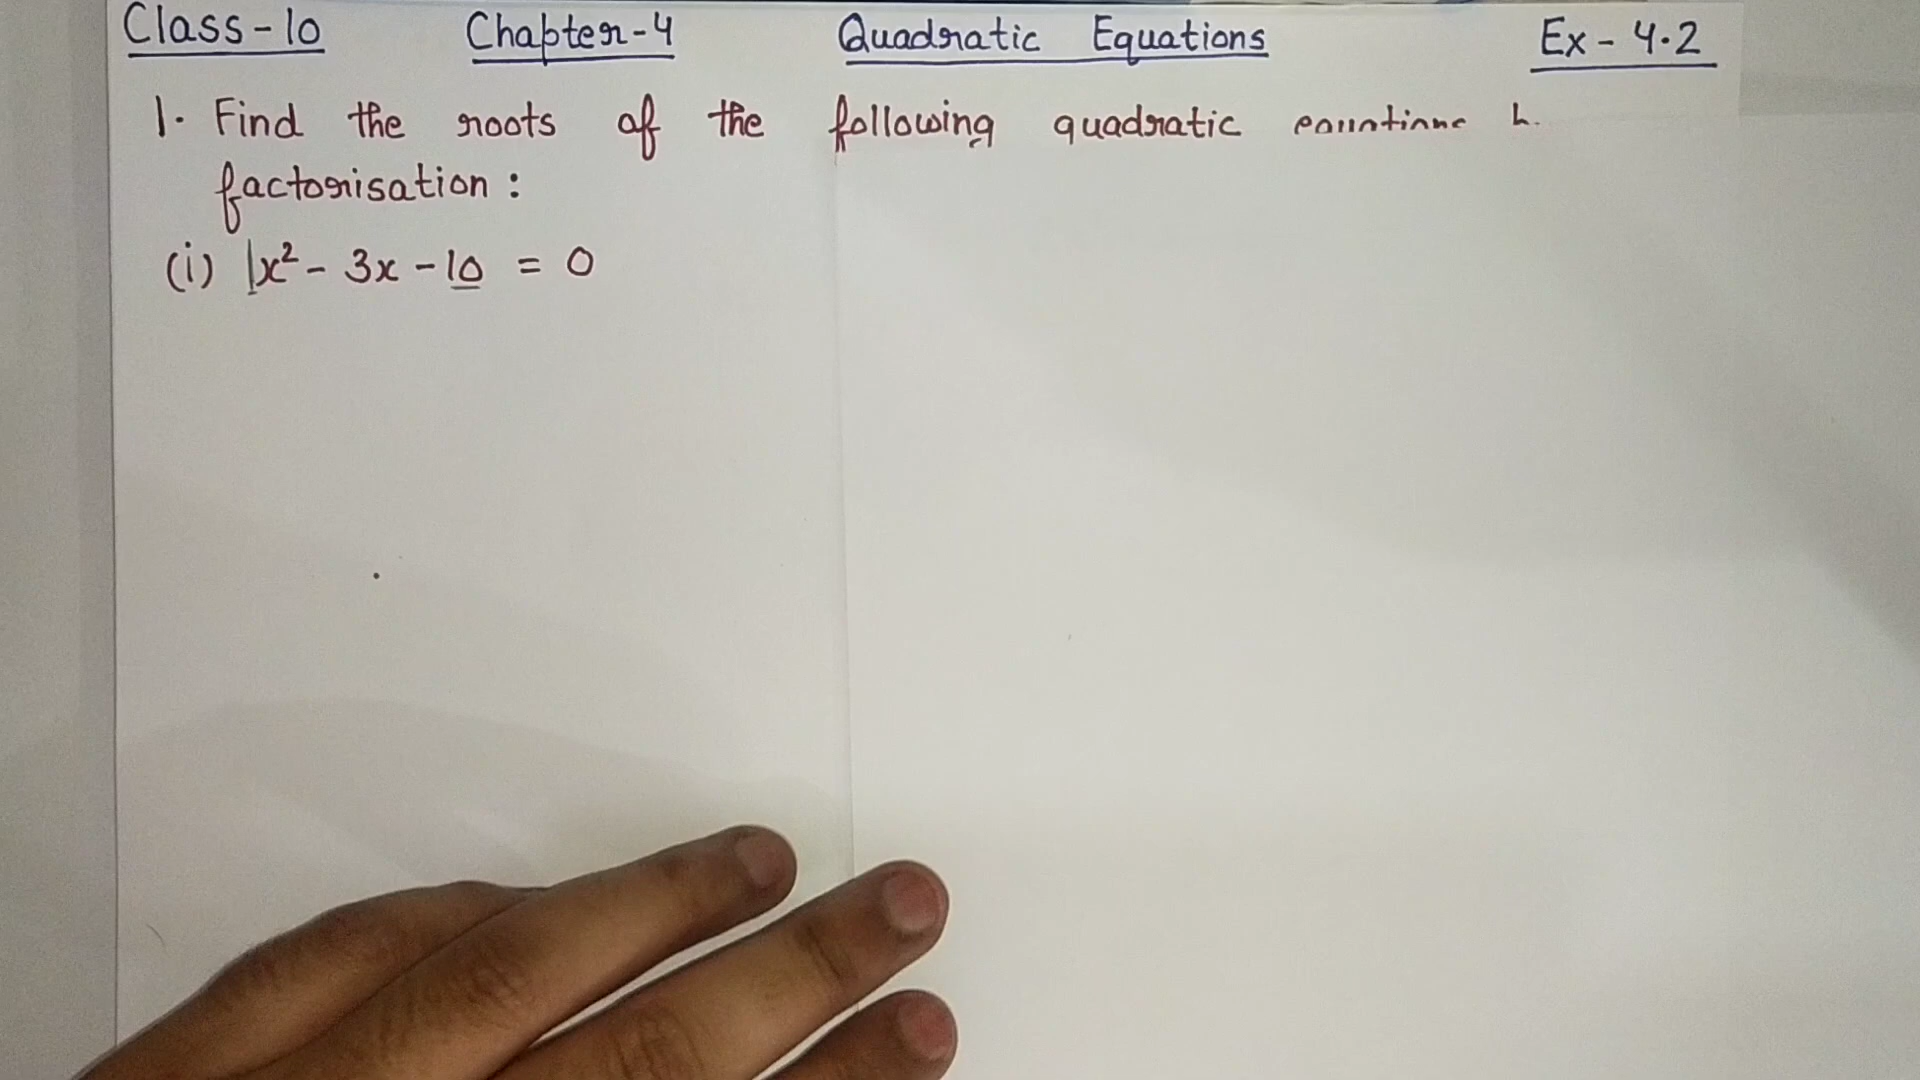 Class-10 Chapter-4 Quadratic Equations Ex-4.2
1. Find the roots of the following quadratic
factorisation :
(i) 1x² - 3x - 10 = 0